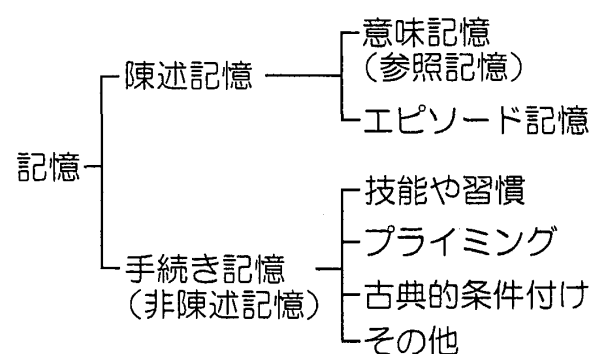 意味記憶
(参照記憶)
陳述記憶
エピソード記憶
記憶
技能や習慣
プライミング
手続き記憶
(非陳述記憶)
古典的条件付け
その他